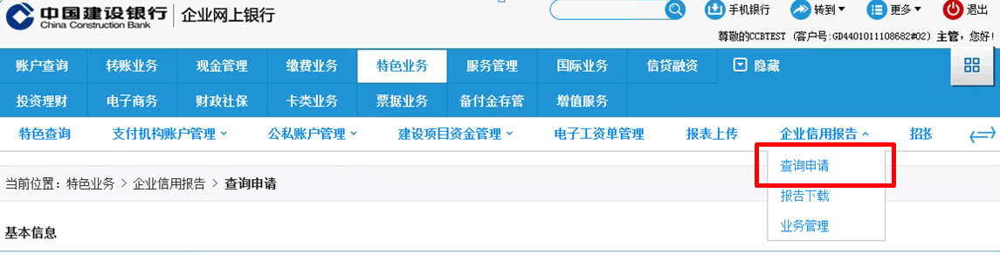 中国建设银行 企业网上银行 手机银行 转到 更多 退出
China Construction Bank
尊敬的CCBTEST (客户号:GD4401011108682#02) 主管，您好!
账户查询 转账业务 现金管理 缴费业务 特色业务 服务管理 国际业务 信贷融资 隐藏
投资理财 电子商务 财政社保 卡类业务 票据业务 备付金存管 增值服务
特色查询 支付机构账户管理 公私账户管理 建设项目资金管理 电子工资单管理 报表上传 企业信用报告 招投
查询申请
当前位置：特色业务 > 企业信用报告 > 查询申请
报告下载
业务管理
基本信息